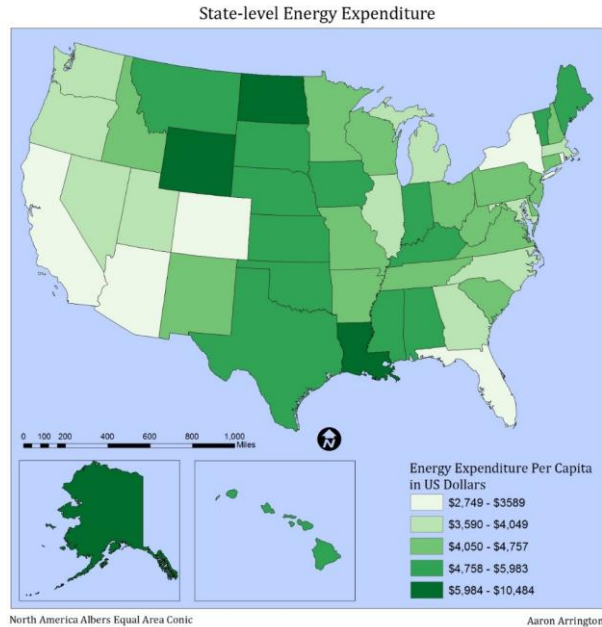 State-level Energy Expenditure
0 100 200 400 600 800 1,000
Miles
N
Energy Expenditure Per Capita
in US Dollars
$2,749 - $3589
$3,590 - $4,049
$4,050 - $4,757
$4,758 - $5,983
$5,984 - $10,484
North America Albers Equal Area Conic
Aaron Arrington